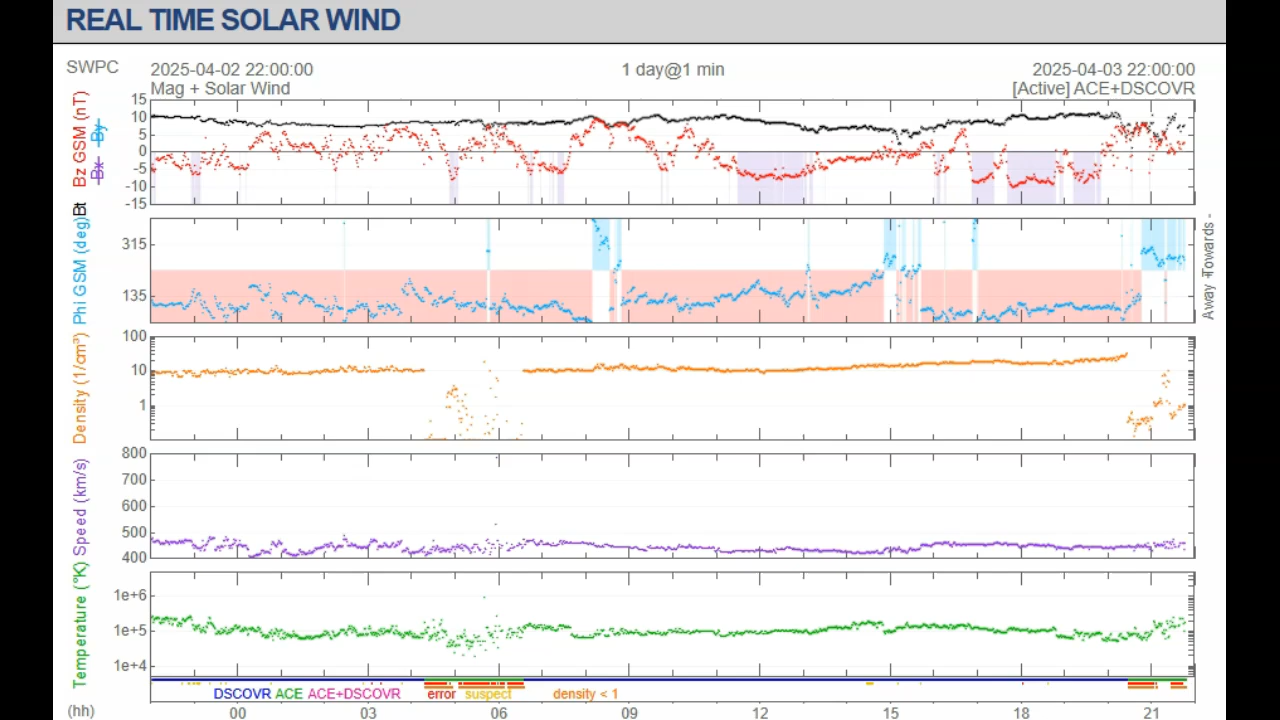 REAL TIME SOLAR WIND
SWPC
2025-04-02 22:00:00
1 day@1 min
2025-04-03 22:00:00
Mag + Solar Wind
[Active] ACE+DSCOVR
Bt Bz GSM (nT)
Bx By
15
10
5
0
-5
-10
-15
Phi GSM (deg)
315
135
Away Towards -
Density (1/cm³)
100
10
1
Speed (km/s)
800
700
600
500
400
Temperature (°K)
1e+6
1e+5
1e+4
DSCOVR ACE ACE+DSCOVR error suspect density < 1
(hh) 00 03 06 09 12 15 18 21